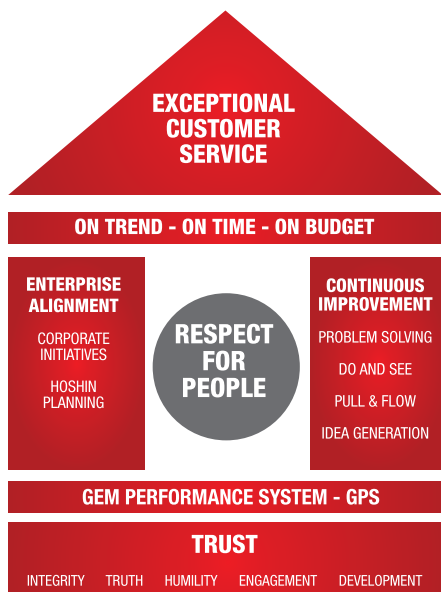 EXCEPTIONAL
CUSTOMER
SERVICE
ON TREND - ON TIME - ON BUDGET
ENTERPRISE
ALIGNMENT
CORPORATE
INITIATIVES
HOSHIN
PLANNING
RESPECT
FOR
PEOPLE
CONTINUOUS
IMPROVEMENT
PROBLEM SOLVING
DO AND SEE
PULL & FLOW
IDEA GENERATION
GEM PERFORMANCE SYSTEM - GPS
TRUST
INTEGRITY TRUTH HUMILITY ENGAGEMENT DEVELOPMENT